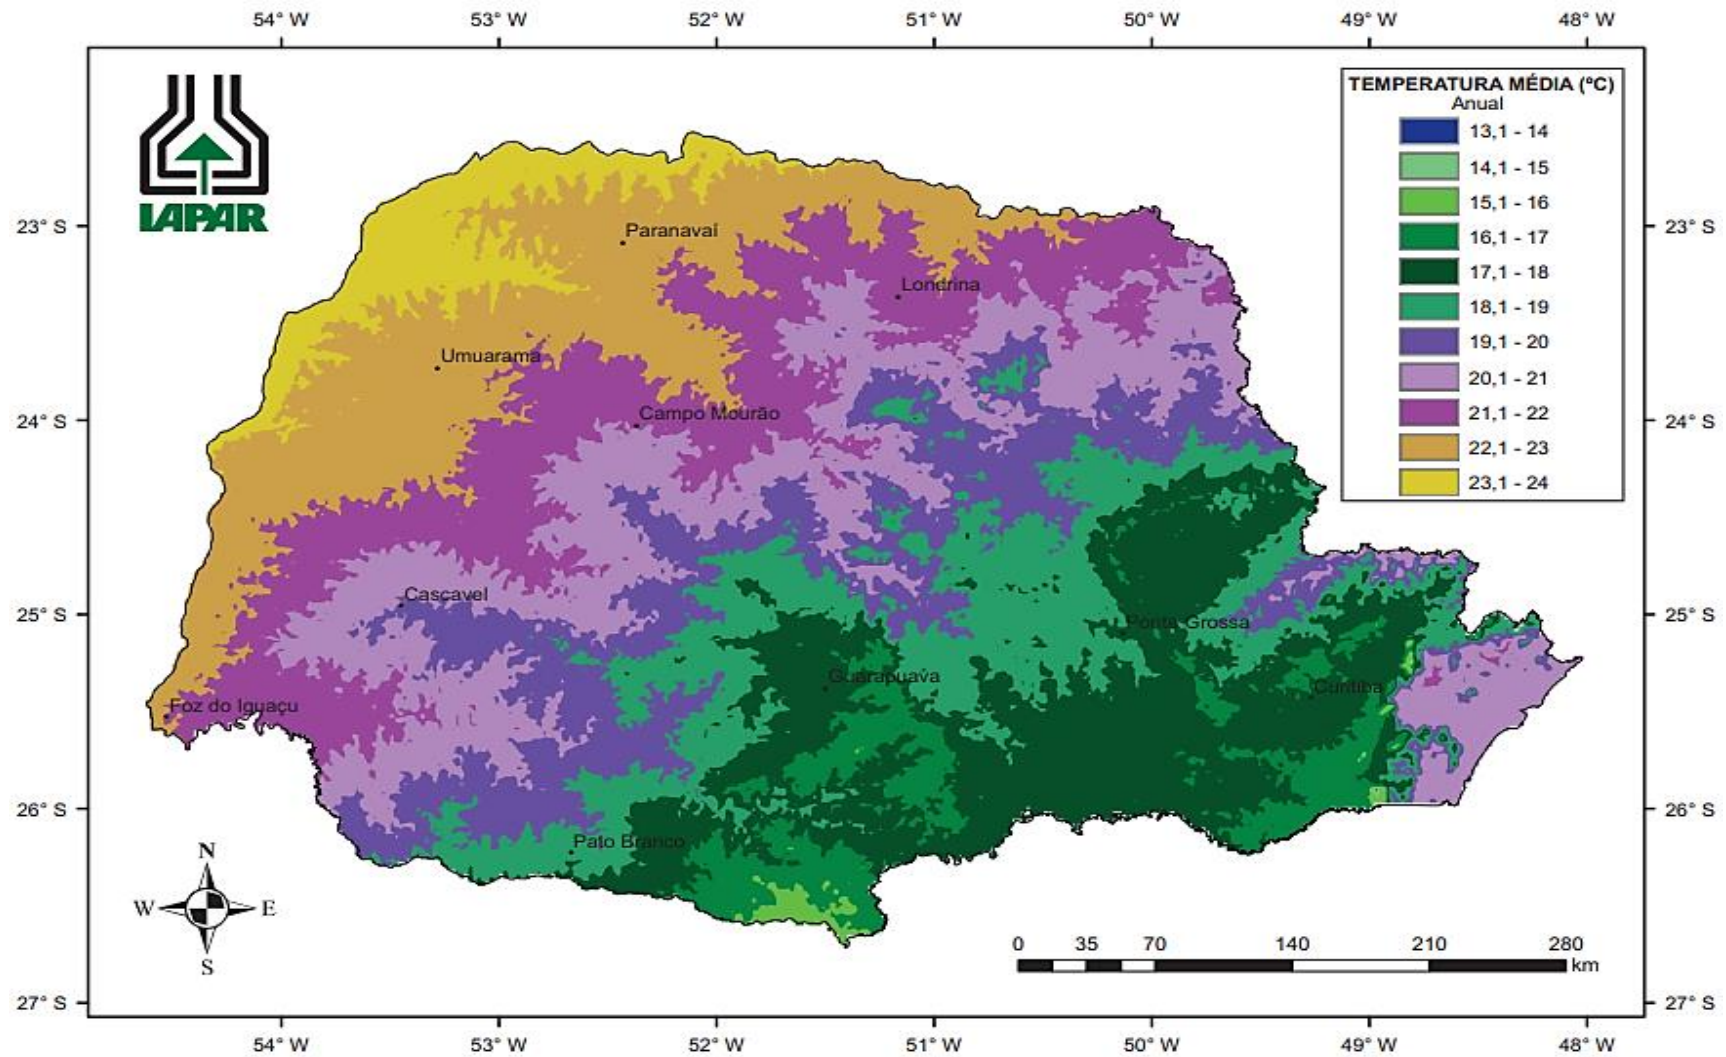 54° W 53° W 52° W 51° W 50° W 49° W 48° W
TEMPERATURA MÉDIA (ºC)
Anual
13,1 - 14
14,1 - 15
15,1 - 16
16,1 - 17
17,1 - 18
18,1 - 19
19,1 - 20
20,1 - 21
21,1 - 22
22,1 - 23
23,1 - 24
IAPAR
23° S 23° S
Paranavaí
Londrina
Umuarama
Campo Mourão
24° S 24° S
Cascavel
25° S 25° S
Ponta Grossa
Guarapuava
Curitiba
Foz do Iguaçu
26° S 26° S
Pato Branco
N
W E
S
0 35 70 140 210 280
km
27° S 27° S
54° W 53° W 52° W 51° W 50° W 49° W 48° W